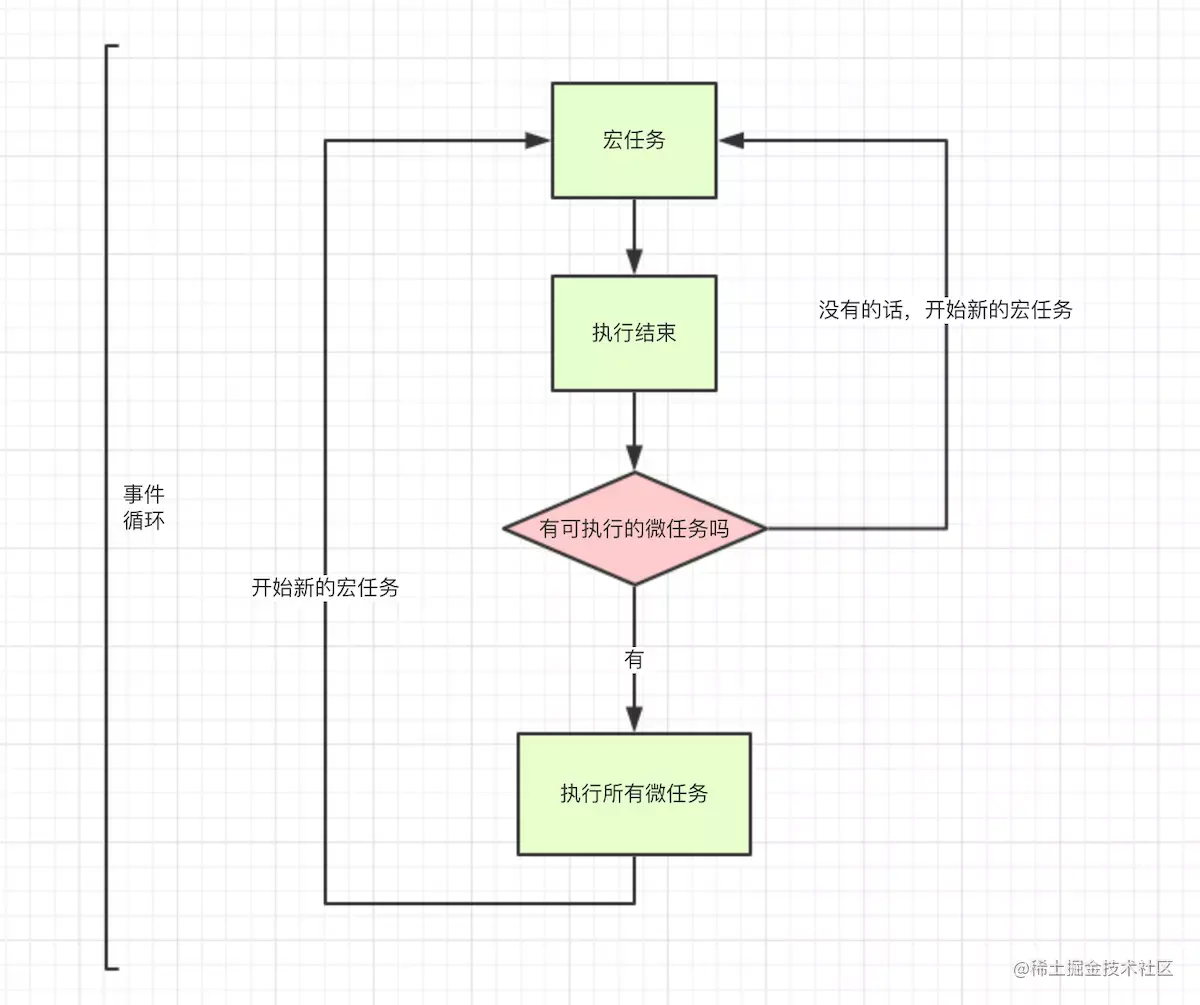 宏任务
没有的话，开始新的宏任务
执行结束
事件
循环
有可执行的微任务吗
开始新的宏任务
有
执行所有微任务
@稀土掘金技术社区